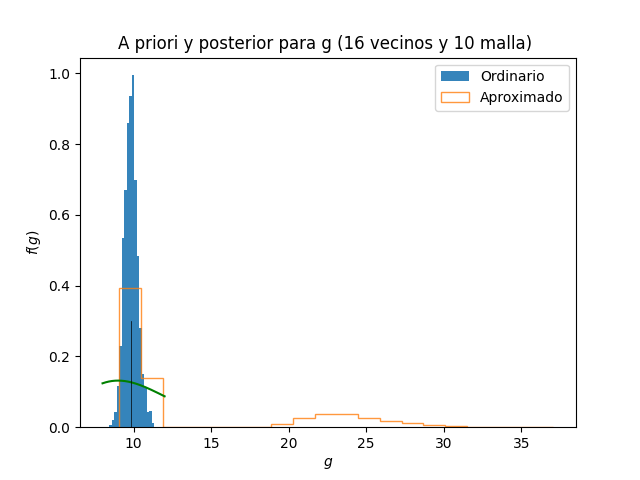 A priori y posterior para g (16 vecinos y 10 malla)
Ordinario
Aproximado
f(g)
1.0
0.8
0.6
0.4
0.2
0.0
10 15 20 25 30 35
g